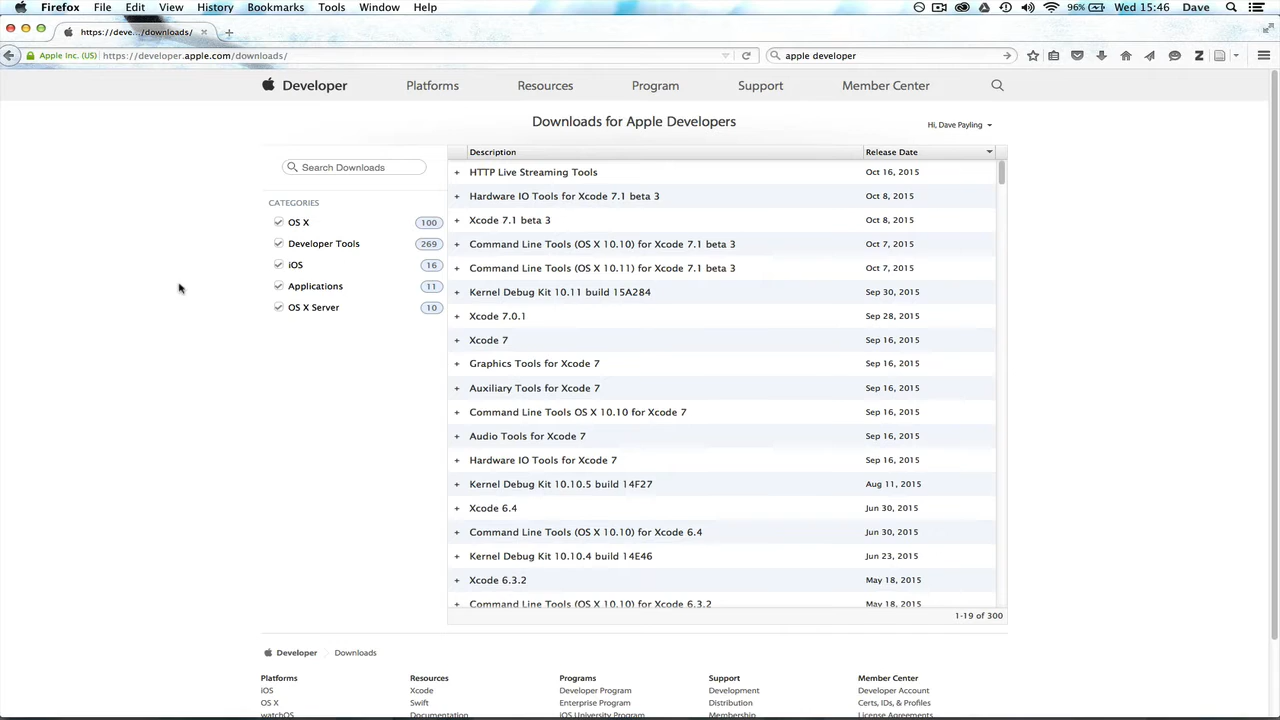 Firefox File Edit View History Bookmarks Tools Window Help 96% Wed 15:46 Dave
https://deve.../downloads/
Apple Inc. (US) https://developer.apple.com/downloads/ apple developer
Developer Platforms Resources Program Support Member Center
Downloads for Apple Developers
Hi, Dave Payling
Search Downloads
CATEGORIES
OS X 100
Developer Tools 269
iOS 16
Applications 11
OS X Server 10
Description Release Date
+ HTTP Live Streaming Tools Oct 16, 2015
+ Hardware IO Tools for Xcode 7.1 beta 3 Oct 8, 2015
+ Xcode 7.1 beta 3 Oct 8, 2015
+ Command Line Tools (OS X 10.10) for Xcode 7.1 beta 3 Oct 7, 2015
+ Command Line Tools (OS X 10.11) for Xcode 7.1 beta 3 Oct 7, 2015
+ Kernel Debug Kit 10.11 build 15A284 Sep 30, 2015
+ Xcode 7.0.1 Sep 28, 2015
+ Xcode 7 Sep 16, 2015
+ Graphics Tools for Xcode 7 Sep 16, 2015
+ Auxiliary Tools for Xcode 7 Sep 16, 2015
+ Command Line Tools OS X 10.10 for Xcode 7 Sep 16, 2015
+ Audio Tools for Xcode 7 Sep 16, 2015
+ Hardware IO Tools for Xcode 7 Sep 16, 2015
+ Kernel Debug Kit 10.10.5 build 14F27 Aug 11, 2015
+ Xcode 6.4 Jun 30, 2015
+ Command Line Tools (OS X 10.10) for Xcode 6.4 Jun 30, 2015
+ Kernel Debug Kit 10.10.4 build 14E46 Jun 23, 2015
+ Xcode 6.3.2 May 18, 2015
+ Command Line Tools (OS X 10.10) for Xcode 6.3.2 May 18, 2015
1-19 of 300
Developer Downloads
Platforms Resources Programs Support Member Center
iOS Xcode Developer Program Development Developer Account
OS X Swift Enterprise Program Distribution Certs, IDs, & Profiles
watchOS Documentation iOS University Program Membership License Agreements